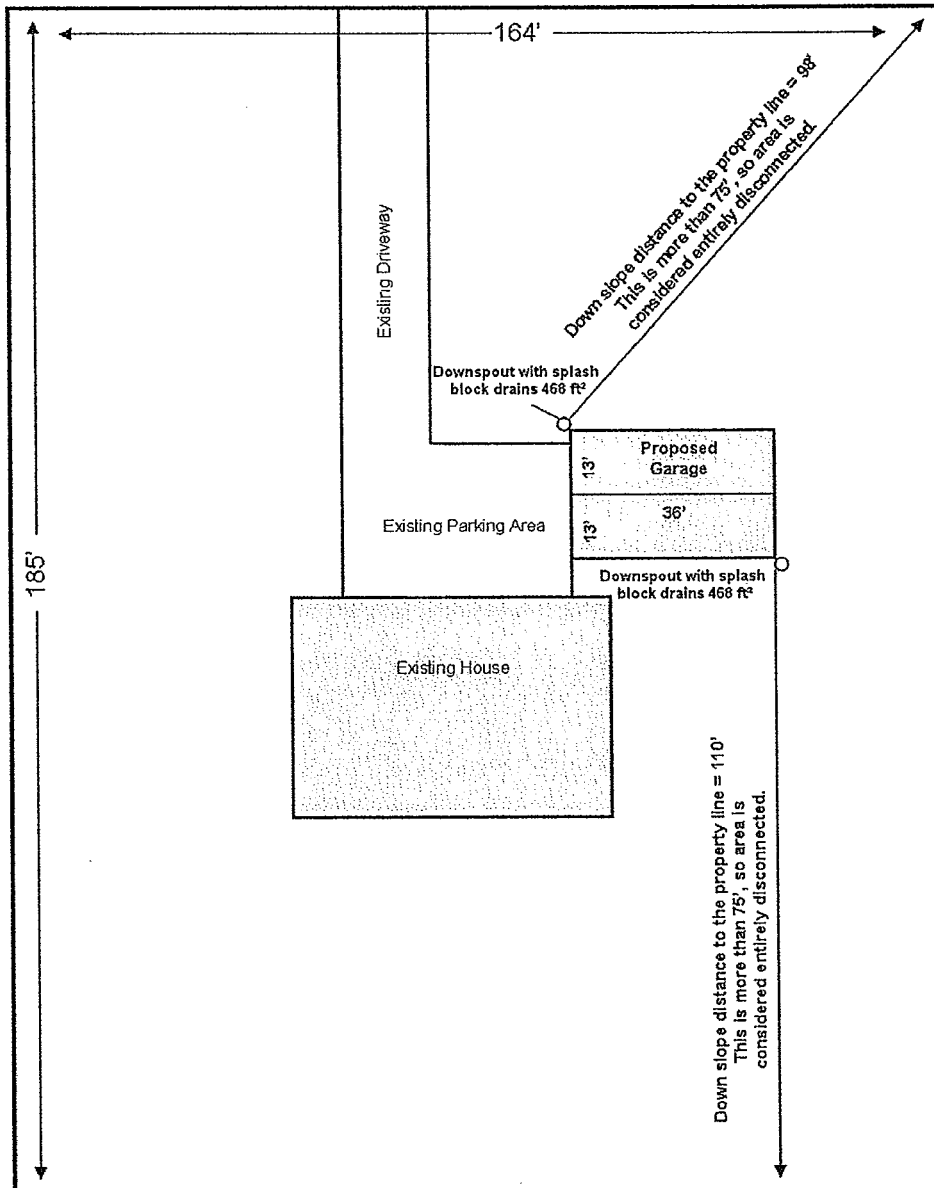 164'
Down slope distance to the property line = 98'
This is more than 75', so area is
considered entirely disconnected.
Existing Driveway
Downspout with splash
block drains 468 ft²
Proposed
Garage
13'
36'
13'
Existing Parking Area
Downspout with splash
block drains 468 ft²
185'
Existing House
Down slope distance to the property line = 110'
This is more than 75', so area is
considered entirely disconnected.